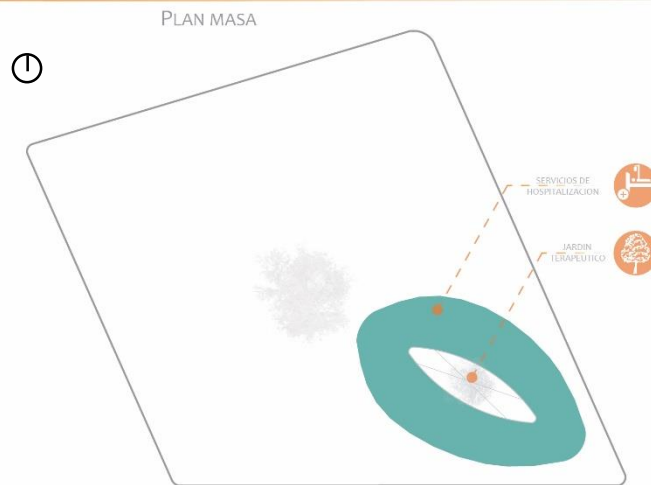 PLAN MASA
SERVICIOS DE
HOSPITALIZACION
JARDIN
TERAPEUTICO